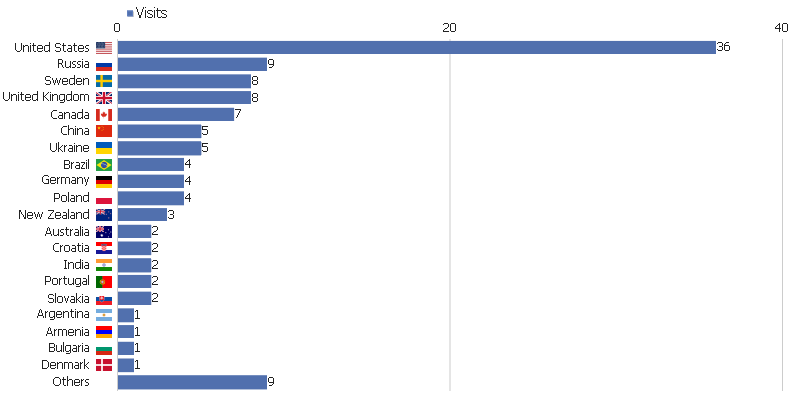 Visits
0 20 40
United States 36
Russia 9
Sweden 8
United Kingdom 8
Canada 7
China 5
Ukraine 5
Brazil 4
Germany 4
Poland 4
New Zealand 3
Australia 2
Croatia 2
India 2
Portugal 2
Slovakia 2
Argentina 1
Armenia 1
Bulgaria 1
Denmark 1
Others 9